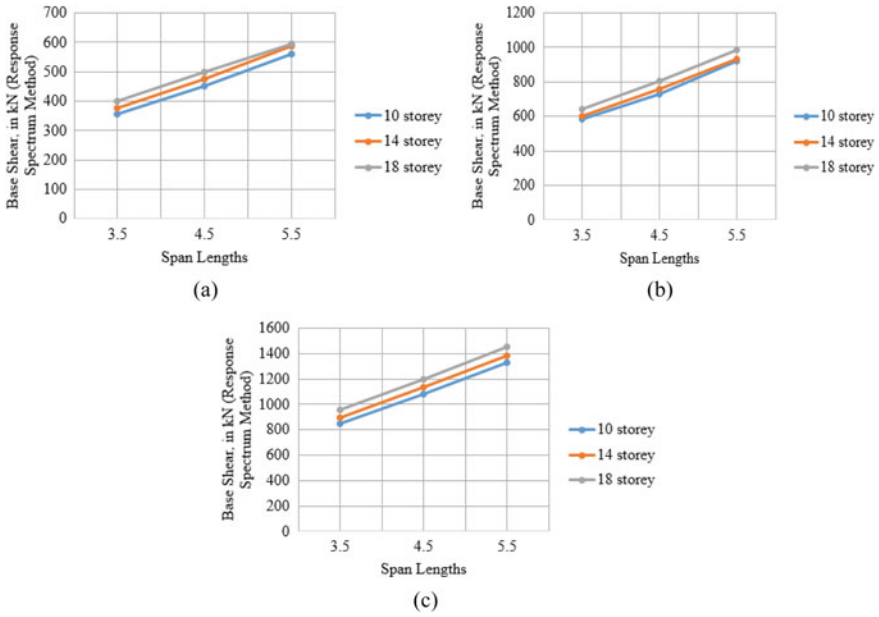 700
600
500
400
300
200
100
0
Base Shear, in kN (Response
Spectrum Method)
3.5 4.5 5.5
Span Lengths
10 storey
14 storey
18 storey
(a)
1200
1000
800
600
400
200
0
Base Shear, in kN (Response
Spectrum Method)
3.5 4.5 5.5
Span Lengths
10 storey
14 storey
18 storey
(b)
1600
1400
1200
1000
800
600
400
200
0
Base Shear, in kN (Response
Spectrum Method)
3.5 4.5 5.5
Span Lengths
10 storey
14 storey
18 storey
(c)